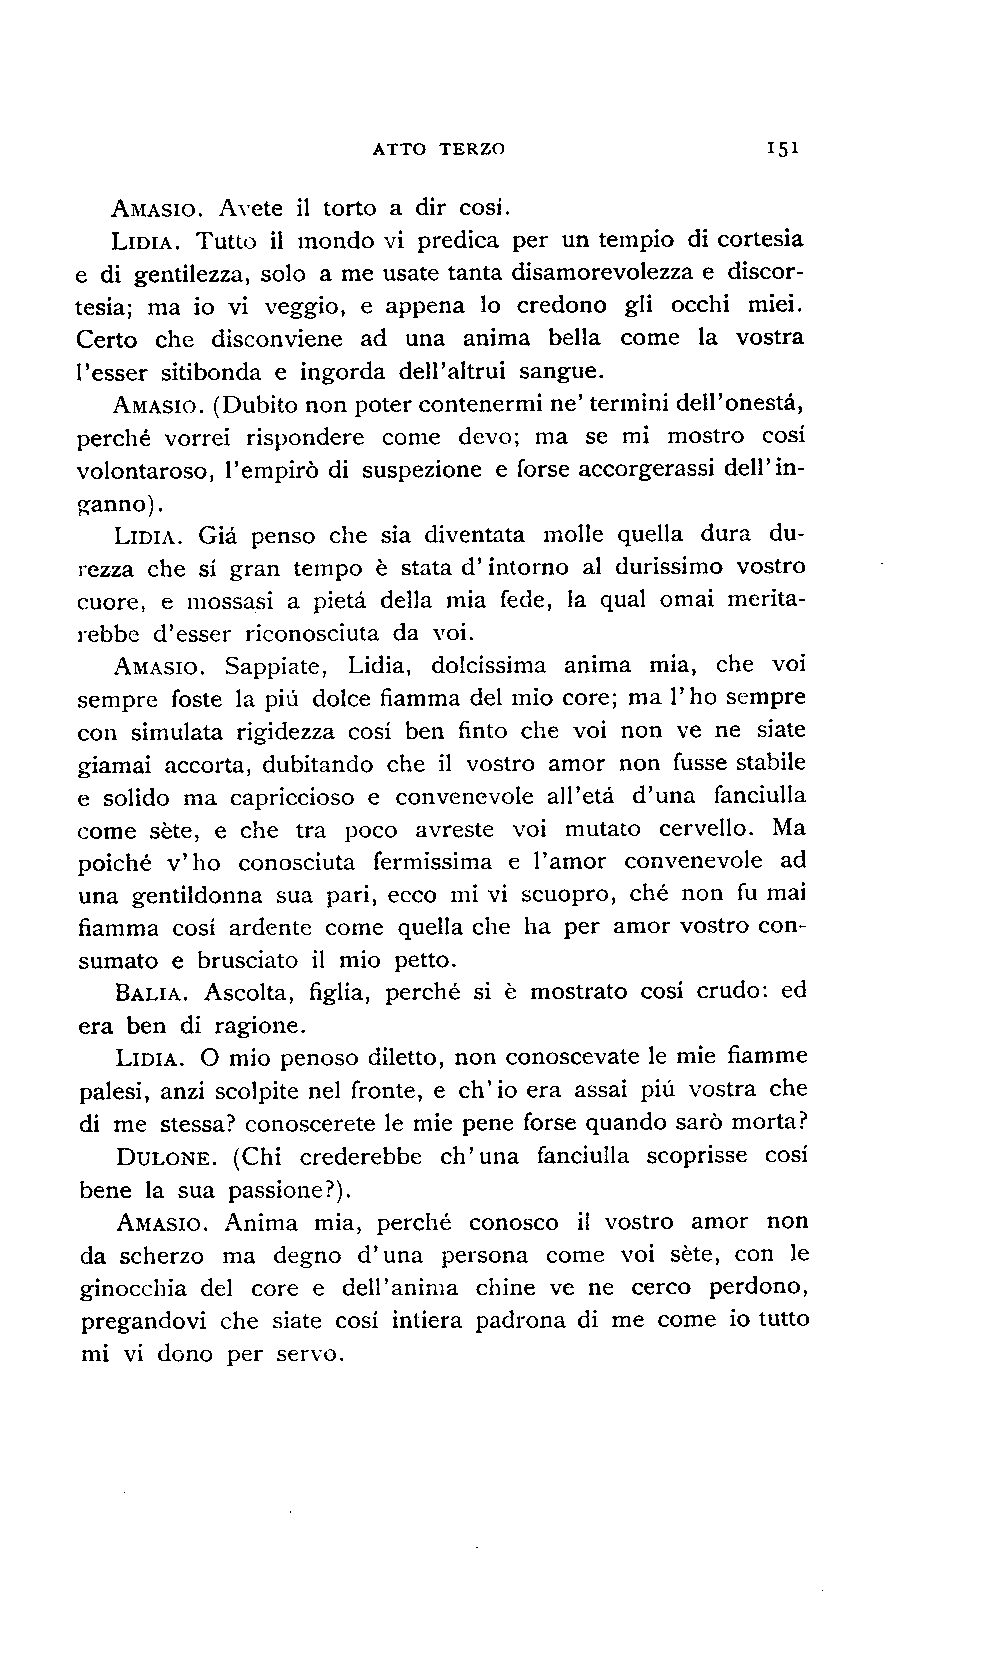 ATTO TERZO 151
AMASIO. Avete il torto a dir cosí.
LIDIA. Tutto il mondo vi predica per un tempio di cortesia
e di gentilezza, solo a me usate tanta disamorevolezza e discor-
tesia; ma io vi veggio, e appena lo credono gli occhi miei.
Certo che disconviene ad una anima bella come la vostra
l'esser sitibonda e ingorda dell'altrui sangue.
AMASIO. (Dubito non poter contenermi ne' termini dell'onestá,
perché vorrei rispondere come devo; ma se mi mostro cosí
volontaroso, l'empirò di suspezione e forse accorgerassi dell'in-
ganno).
LIDIA. Giá penso che sia diventata molle quella dura du-
rezza che sí gran tempo è stata d'intorno al durissimo vostro
cuore, e mossasi a pietá della mia fede, la qual omai merita-
rebbe d'esser riconosciuta da voi.
AMASIO. Sappiate, Lidia, dolcissima anima mia, che voi
sempre foste la piú dolce fiamma del mio core; ma l'ho sempre
con simulata rigidezza cosí ben finto che voi non ve ne siate
giamai accorta, dubitando che il vostro amor non fusse stabile
e solido ma capriccioso e convenevole all'etá d'una fanciulla
come sète, e che tra poco avreste voi mutato cervello. Ma
poiché v'ho conosciuta fermissima e l'amor convenevole ad
una gentildonna sua pari, ecco mi vi scuopro, ché non fu mai
fiamma cosí ardente come quella che ha per amor vostro con-
sumato e brusciato il mio petto.
BALIA. Ascolta, figlia, perché si è mostrato cosí crudo: ed
era ben di ragione.
LIDIA. O mio penoso diletto, non conoscevate le mie fiamme
palesi, anzi scolpite nel fronte, e ch'io era assai piú vostra che
di me stessa? conoscerete le mie pene forse quando sarò morta?
DULONE. (Chi crederebbe ch'una fanciulla scoprisse cosí
bene la sua passione?).
AMASIO. Anima mia, perché conosco il vostro amor non
da scherzo ma degno d'una persona come voi sète, con le
ginocchia del core e dell'anima chine ve ne cerco perdono,
pregandovi che siate cosí intiera padrona di me come io tutto
mi vi dono per servo.